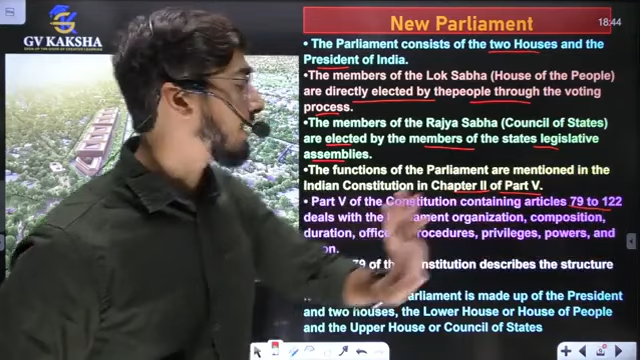 GV KAKSHA
New Parliament
18:44
•The Parliament consists of the two Houses and the
President of India.
•The members of the Lok Sabha (House of the People)
are directly elected by thepeople through the voting
process.
•The members of the Rajya Sabha (Council of States)
are elected by the members of the states legislative
assemblies.
•The functions of the Parliament are mentioned in the
Indian Constitution in Chapter II of Part V.
•Part V of the Constitution containing articles 79 to 122
deals with the organization, composition,
duration, procedures, privileges, powers, and
79 of the describes the structure
is made up of the President
and two houses, the Lower House or House of People
and the Upper House or Council of States